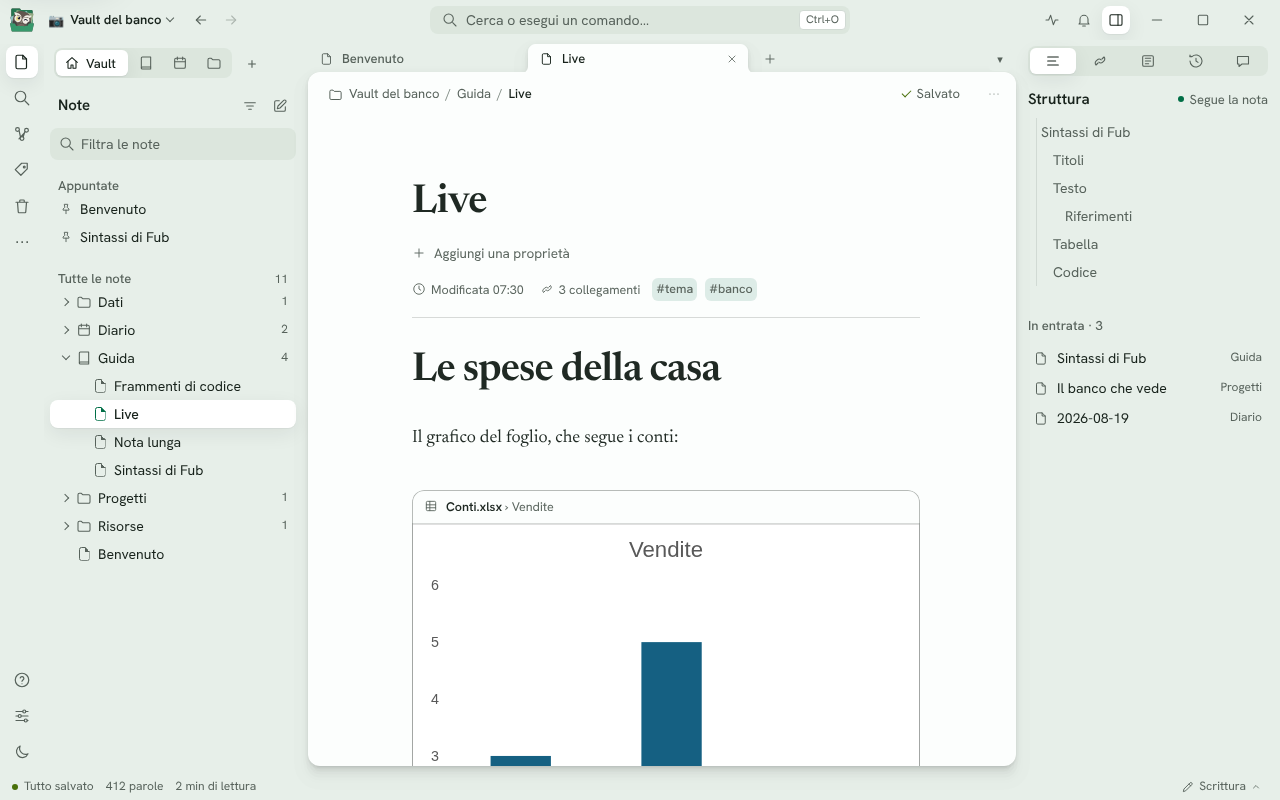 Vault del banco
Cerca o esegui un comando…
Ctrl+O
Vault
Note
Filtra le note
Appuntate
Benvenuto
Sintassi di Fub
Tutte le note 11
Dati 1
Diario 2
Guida 4
Frammenti di codice
Live
Nota lunga
Sintassi di Fub
Progetti 1
Risorse 1
Benvenuto
Benvenuto
Live
Vault del banco / Guida / Live
Salvato
Live
Aggiungi una proprietà
Modificata 07:30 3 collegamenti #tema #banco
Le spese della casa
Il grafico del foglio, che segue i conti:
Conti.xlsx › Vendite
Vendite
6
5
4
3
Struttura
Segue la nota
Sintassi di Fub
Titoli
Testo
Riferimenti
Tabella
Codice
In entrata · 3
Sintassi di Fub Guida
Il banco che vede Progetti
2026-08-19 Diario
Tutto salvato 412 parole 2 min di lettura
Scrittura